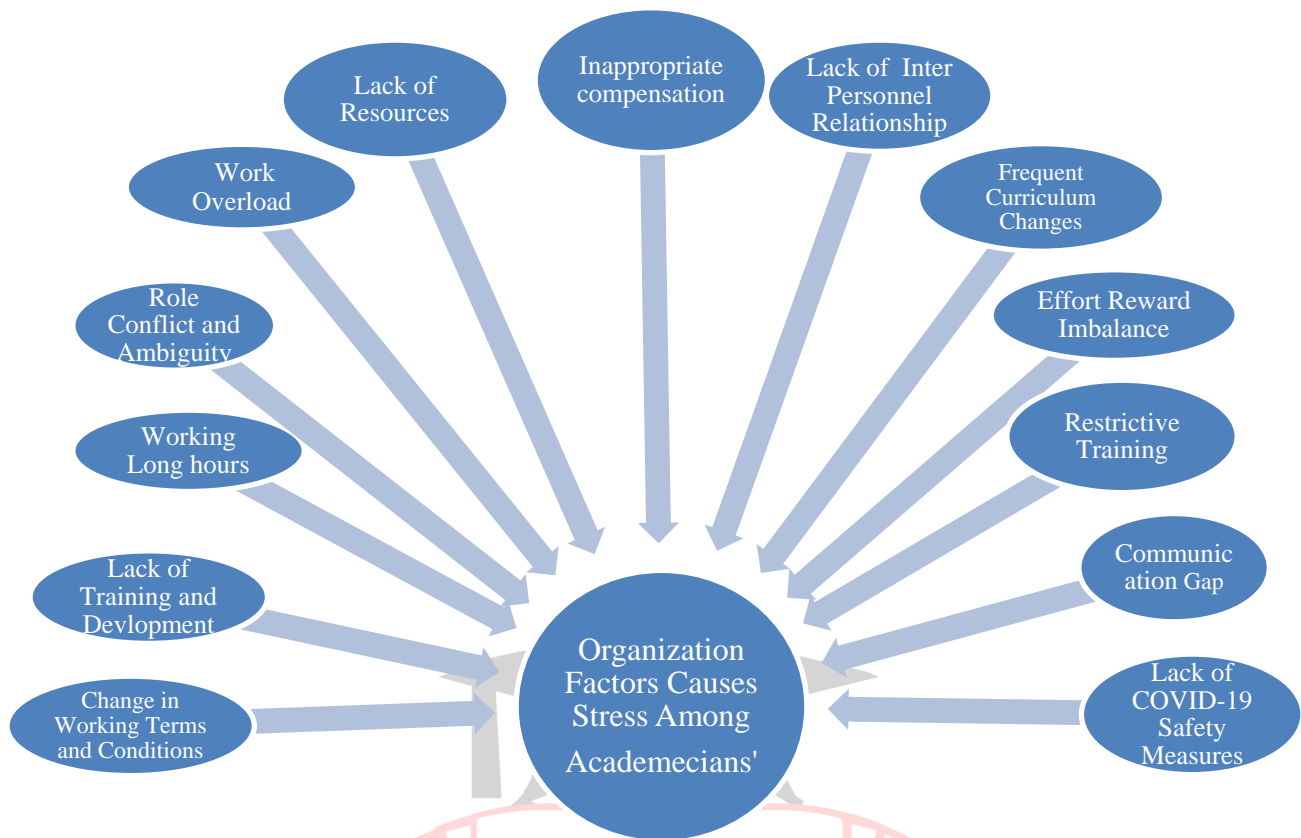 Inappropriate
compensation
Lack of Inter
Personnel
Relationship
Lack of
Resources
Work
Overload
Frequent
Curriculum
Changes
Role
Conflict and
Ambiguity
Effort Reward
Imbalance
Working
Long hours
Restrictive
Training
Lack of
Training and
Devlopment
Communic
ation Gap
Change in
Working Terms
and Conditions
Lack of
COVID-19
Safety
Measures
Organization
Factors Causes
Stress Among
Academecians'